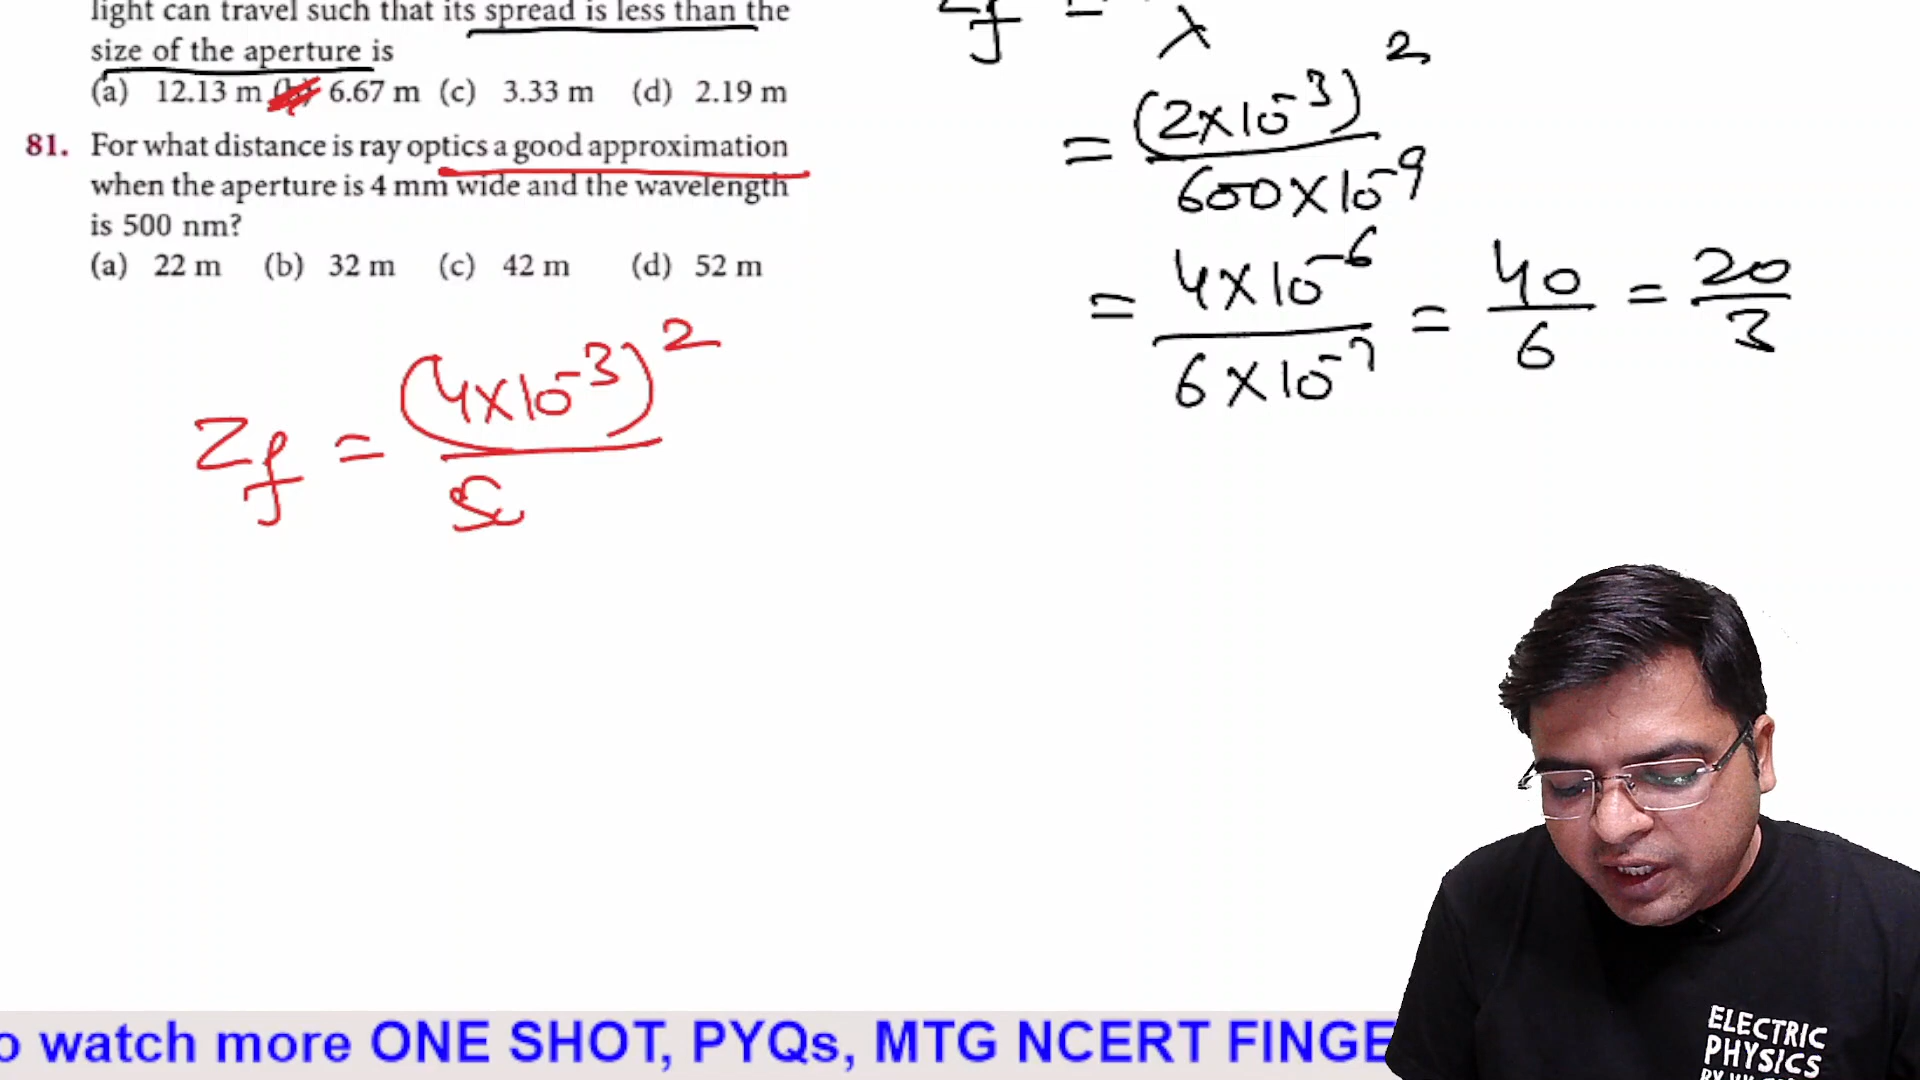 light can travel such that its spread is less than the
size of the aperture is
(a) 12.13 m (b) 6.67 m (c) 3.33 m (d) 2.19 m
81. For what distance is ray optics a good approximation
when the aperture is 4 mm wide and the wavelength
is 500 nm?
(a) 22 m (b) 32 m (c) 42 m (d) 52 m
Zf = (4×10⁻³)²
5
λ
= (2×10⁻³)²
600×10⁻⁹
= 4×10⁻⁶ / 6×10⁻⁷ = 40/6 = 20/3
o watch more ONE SHOT, PYQs, MTG NCERT FINGE
ELECTRIC
PHYSICS